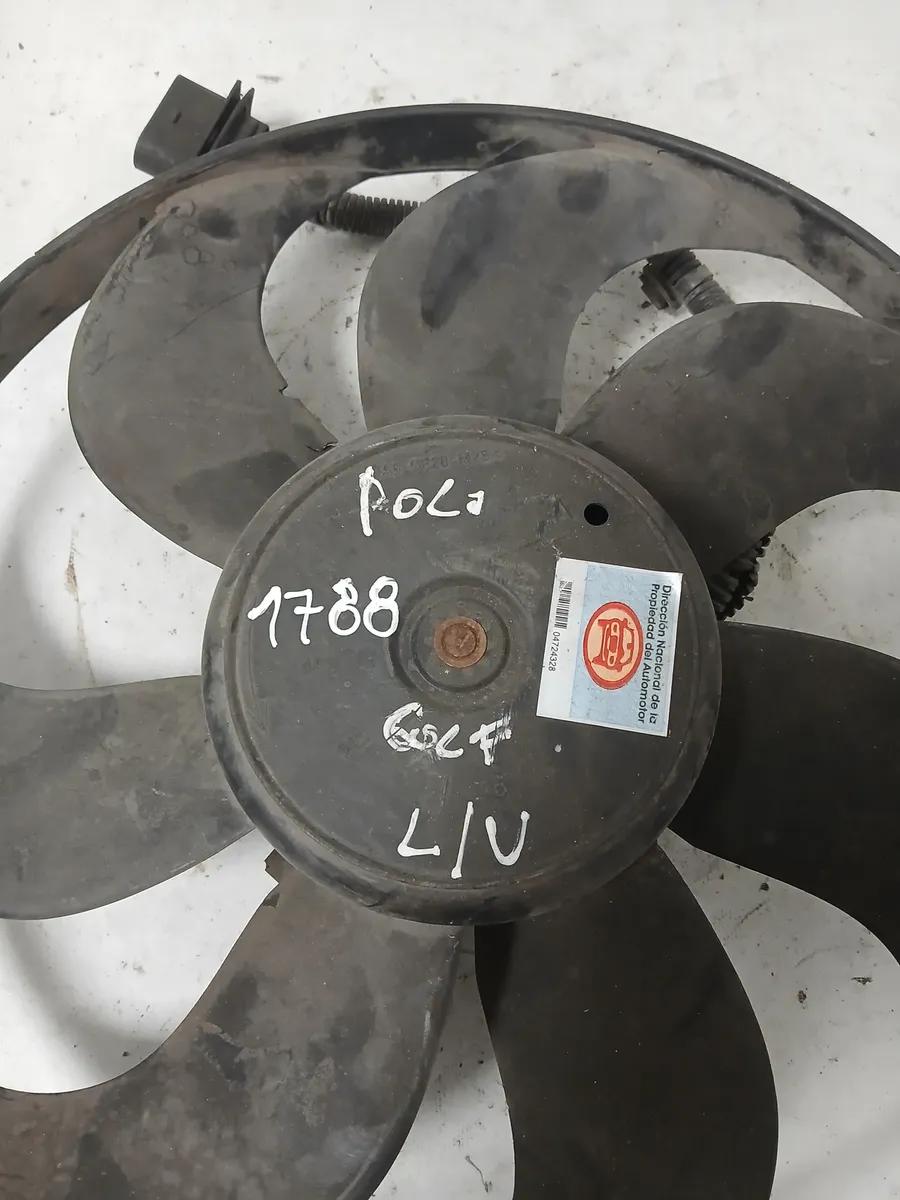 POLO
1788
GOLF
L/U
Dirección Nacional de la
Propiedad del Automotor
04724328